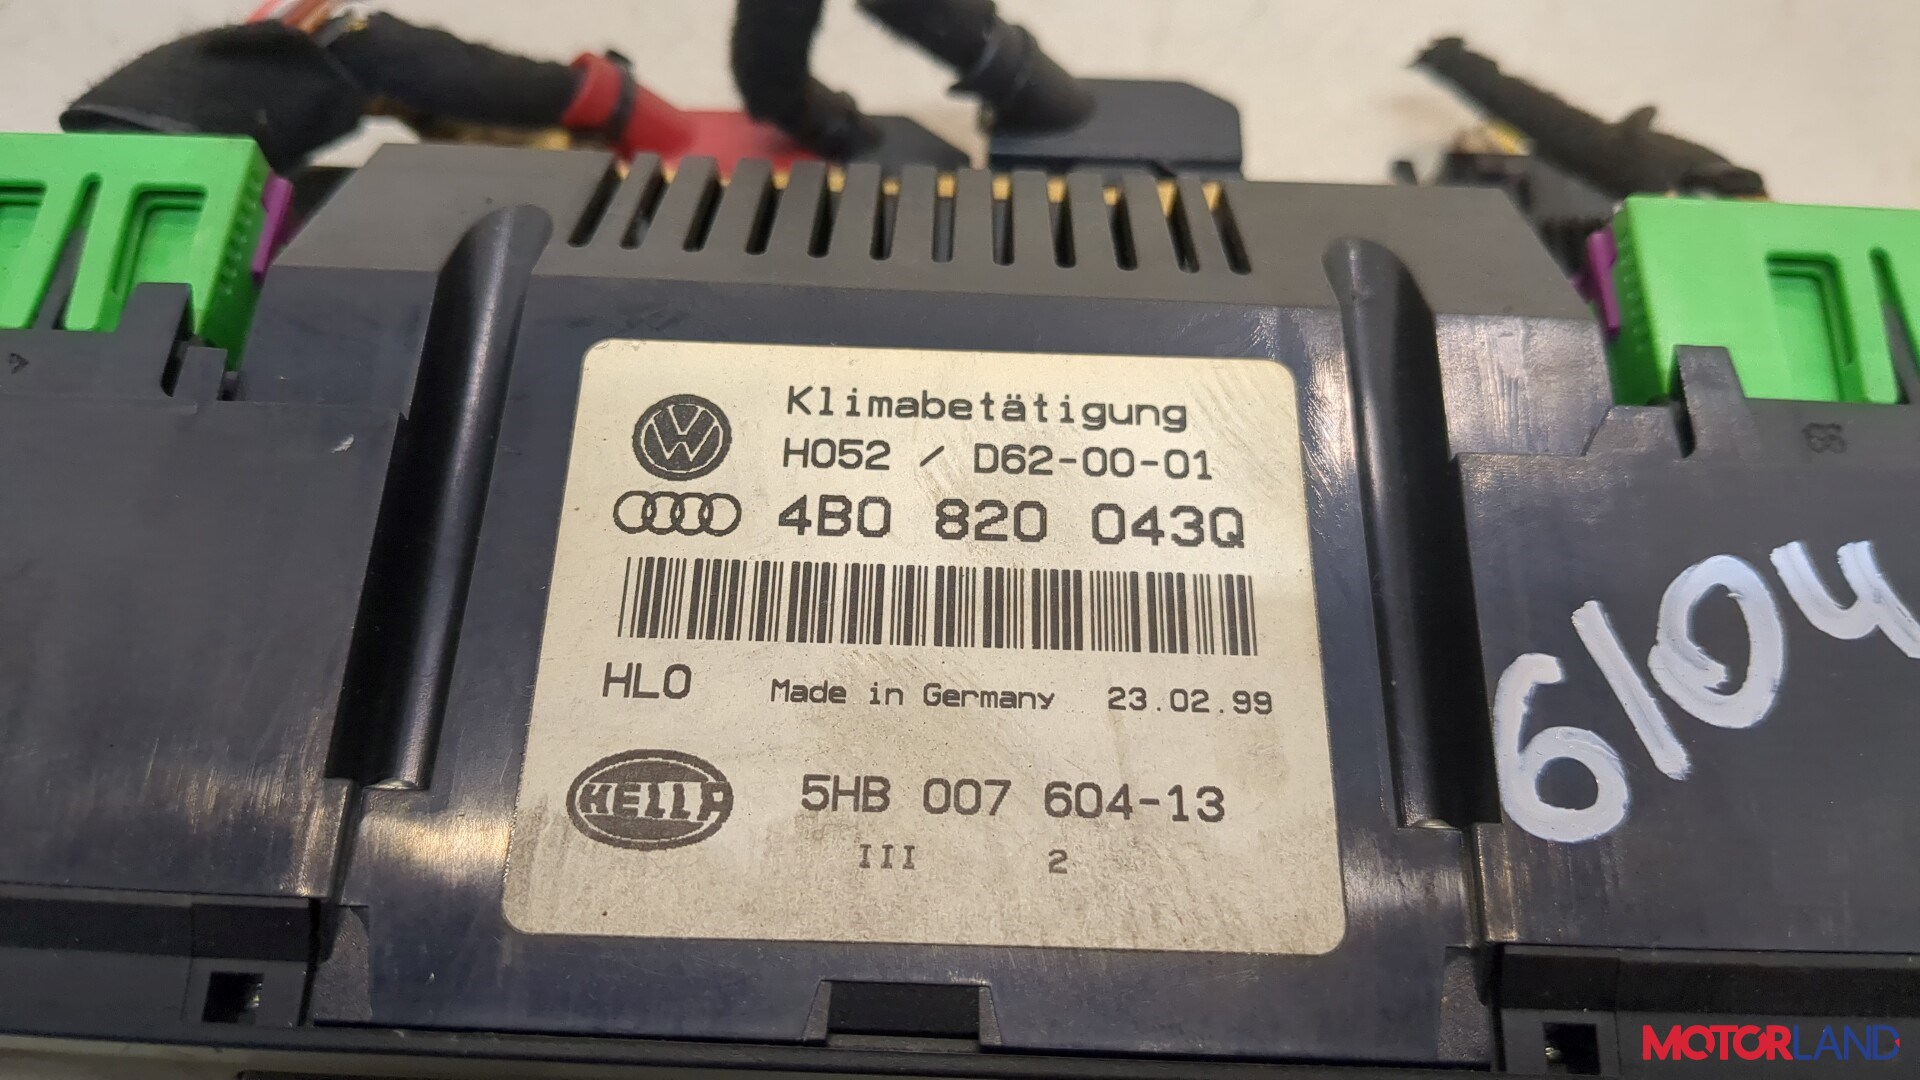 Klimabetätigung
H052 / D62-00-01
4B0 820 043Q
HLO Made in Germany 23.02.99
HELLA 5HB 007 604-13
III 2
6104
MOTORLAND